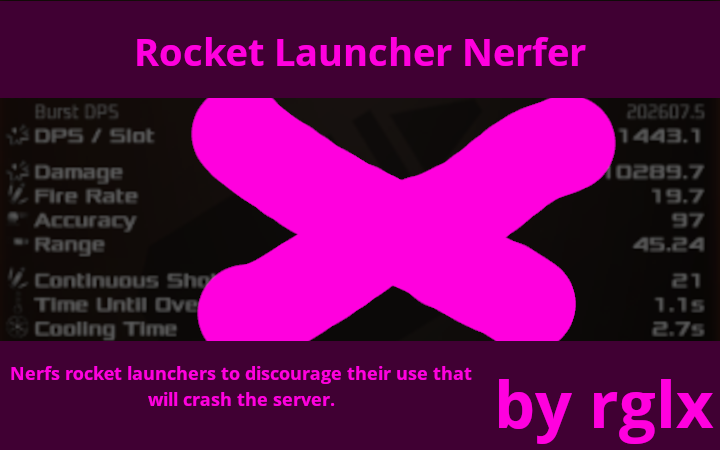 Rocket Launcher Nerfer
Burst DPS 202607.5
DPS / Slot 1443.1
Damage 10289.7
Fire Rate 19.7
Accuracy 97
Range 45.24
Continuous Sho 21
Time Until Ove 1.1s
Cooling Time 2.7s
Nerfs rocket launchers to discourage their use that
will crash the server.
by rglx